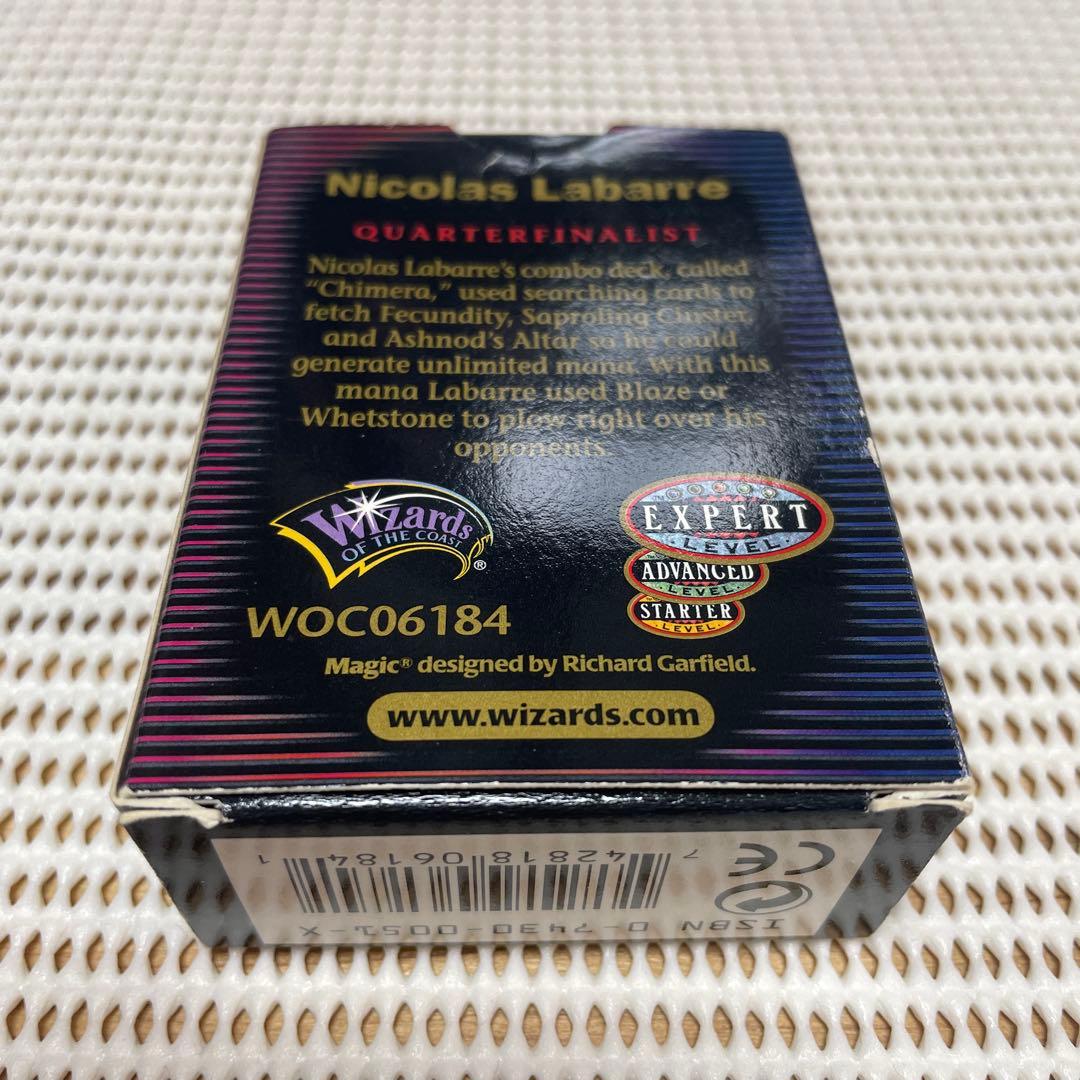 Nicolas Labarre
QUARTERFINALIST
Nicolas Labarre's combo deck, called
"Chimera," used searching cards to
fetch Fecundity, Saproling Cluster,
and Ashnod's Altar so he could
generate unlimited mana. With this
mana Labarre used Blaze or
Whetstone to plow right over his
opponents.
Wizards
OF THE COAST
®
TM
EXPERT
LEVEL
ADVANCED
LEVEL
STARTER
LEVEL
WOC06184
Magic® designed by Richard Garfield.
www.wizards.com
7 42818 06184 1
CE
ISBN 0-7430-0051-X